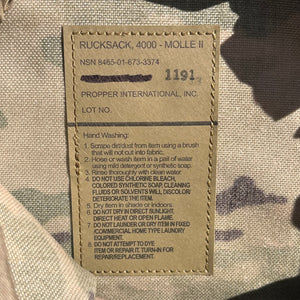 RUCKSACK, 4000 - MOLLE II
NSN 8465-01-673-3374
1191
PROPPER INTERNATIONAL, INC.
LOT NO.
Hand Washing:
1. Scrape dirt/dust from item using a brush
that will not cut into fabric.
2. Hose or wash item in a pail of water
using mild detergent or synthetic soap.
3. Rinse thoroughly with clean water.
4. DO NOT USE CHLORINE BLEACH,
COLORED SYNTHETIC SOAP, CLEANING
FLUIDS OR SOLVENTS WILL DISCOLOR/
DETERIORATE THE ITEM.
5. Dry item in shade or indoors.
6. DO NOT DRY IN DIRECT SUNLIGHT,
DIRECT HEAT OR OPEN FLAME.
7. DO NOT LAUNDER OR DRY ITEM IN FIXED
/COMMERCIAL HOME TYPE LAUNDRY
EQUIPMENT.
8. DO NOT ATTEMPT TO DYE
ITEM OR REPAIR IT. TURN-IN FOR
REPAIR/REPLACEMENT.